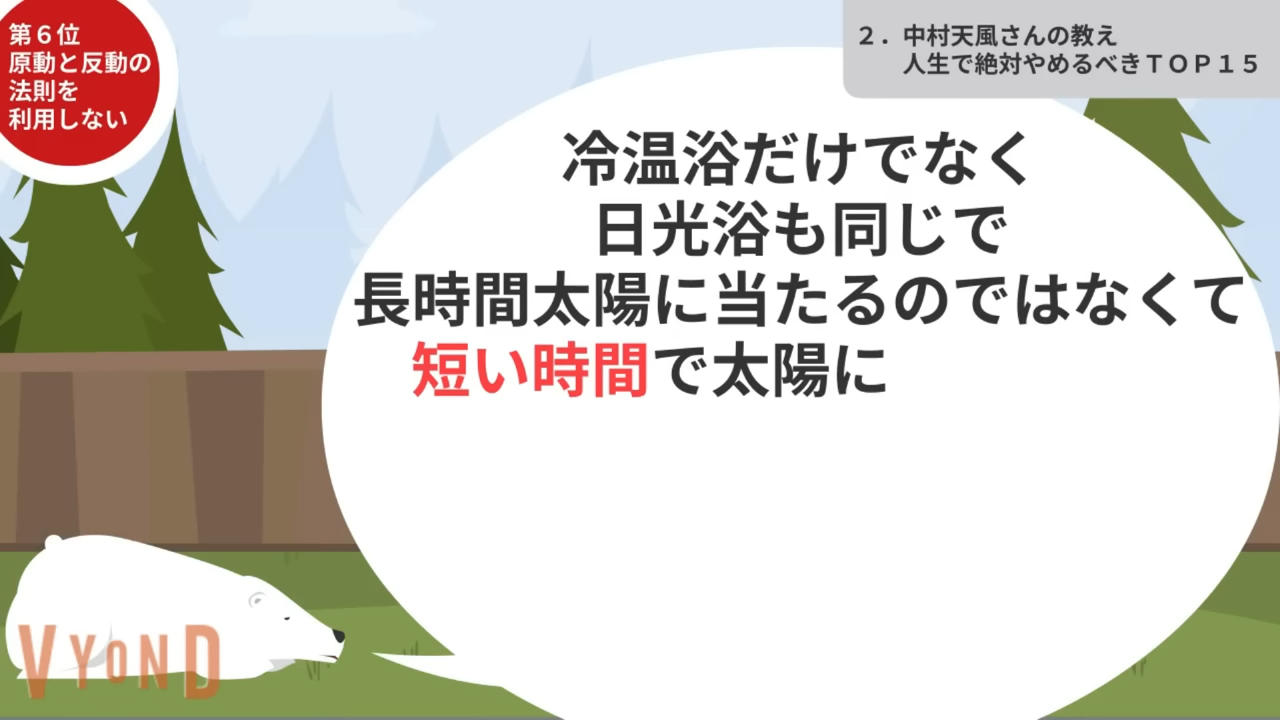 第６位
原動と反動の
法則を
利用しない
２．中村天風さんの教え
人生で絶対やめるべきＴＯＰ１５
冷温浴だけでなく
日光浴も同じで
長時間太陽に当たるのではなくて
短い時間で太陽に
VYOND